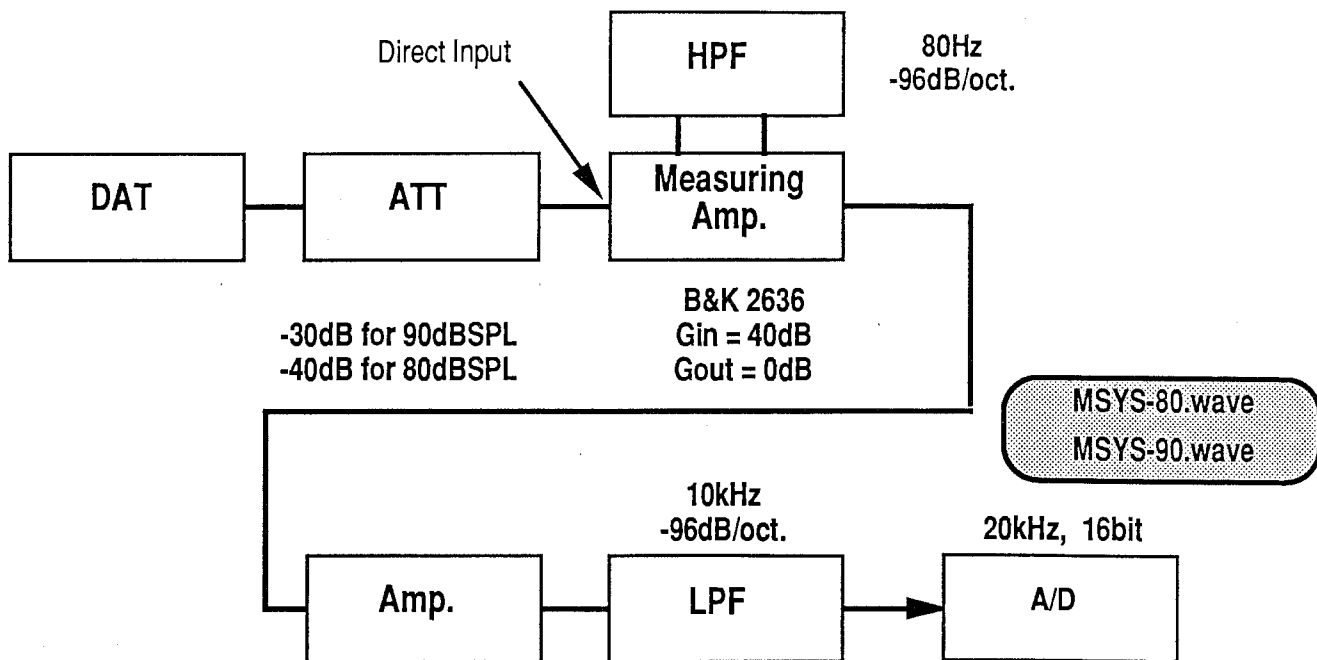 Direct Input
HPF
80Hz
-96dB/oct.
DAT
ATT
Measuring
Amp.
-30dB for 90dBSPL
-40dB for 80dBSPL
B&K 2636
Gin = 40dB
Gout = 0dB
MSYS-80.wave
MSYS-90.wave
10kHz
-96dB/oct.
20kHz, 16bit
Amp.
LPF
A/D